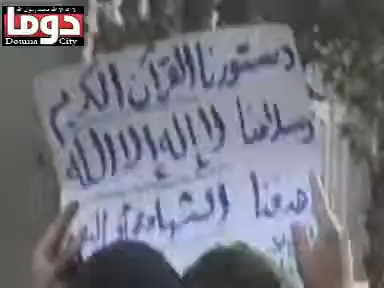 دوما
Douma City
دستورنا القرآن الكريم
وسلاحنا لا إله إلا الله
هدفنا الشهادة أو